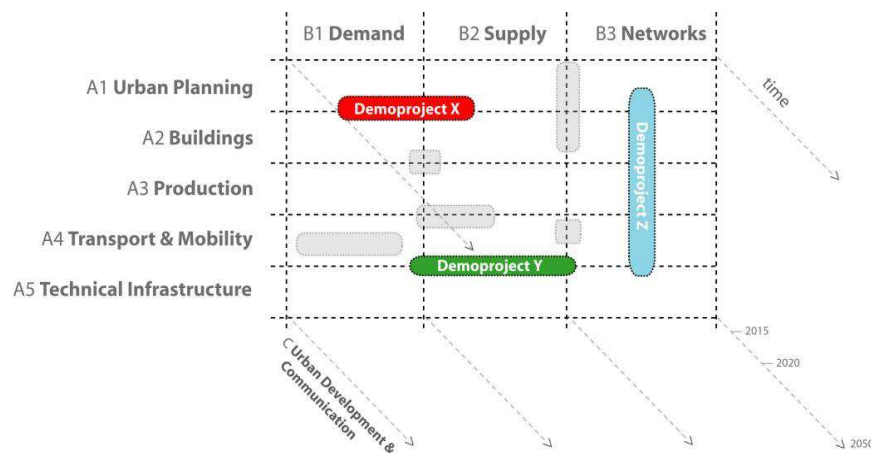 B1 Demand
B2 Supply
B3 Networks
A1 Urban Planning
time
Demoproject X
A2 Buildings
Demoproject Z
A3 Production
A4 Transport & Mobility
Demoproject Y
A5 Technical Infrastructure
2015
C Urban Development &
Communication
2020
2050